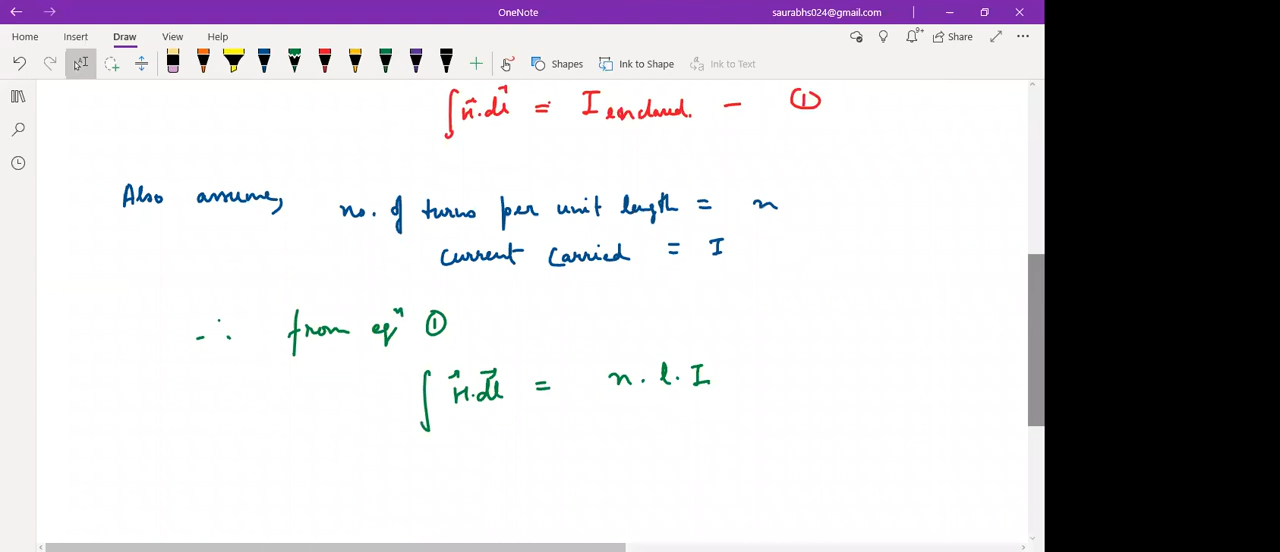 OneNote
saurabhs024@gmail.com
Home Insert Draw View Help
9+ Share
Shapes Ink to Shape Ink to Text
∫H⃗.dl⃗ = I enclosed. - ①
Also assume, no. of turns per unit length = n
current carried = I
∴ from eqⁿ ①
∫H⃗.dl⃗ = n.l.I